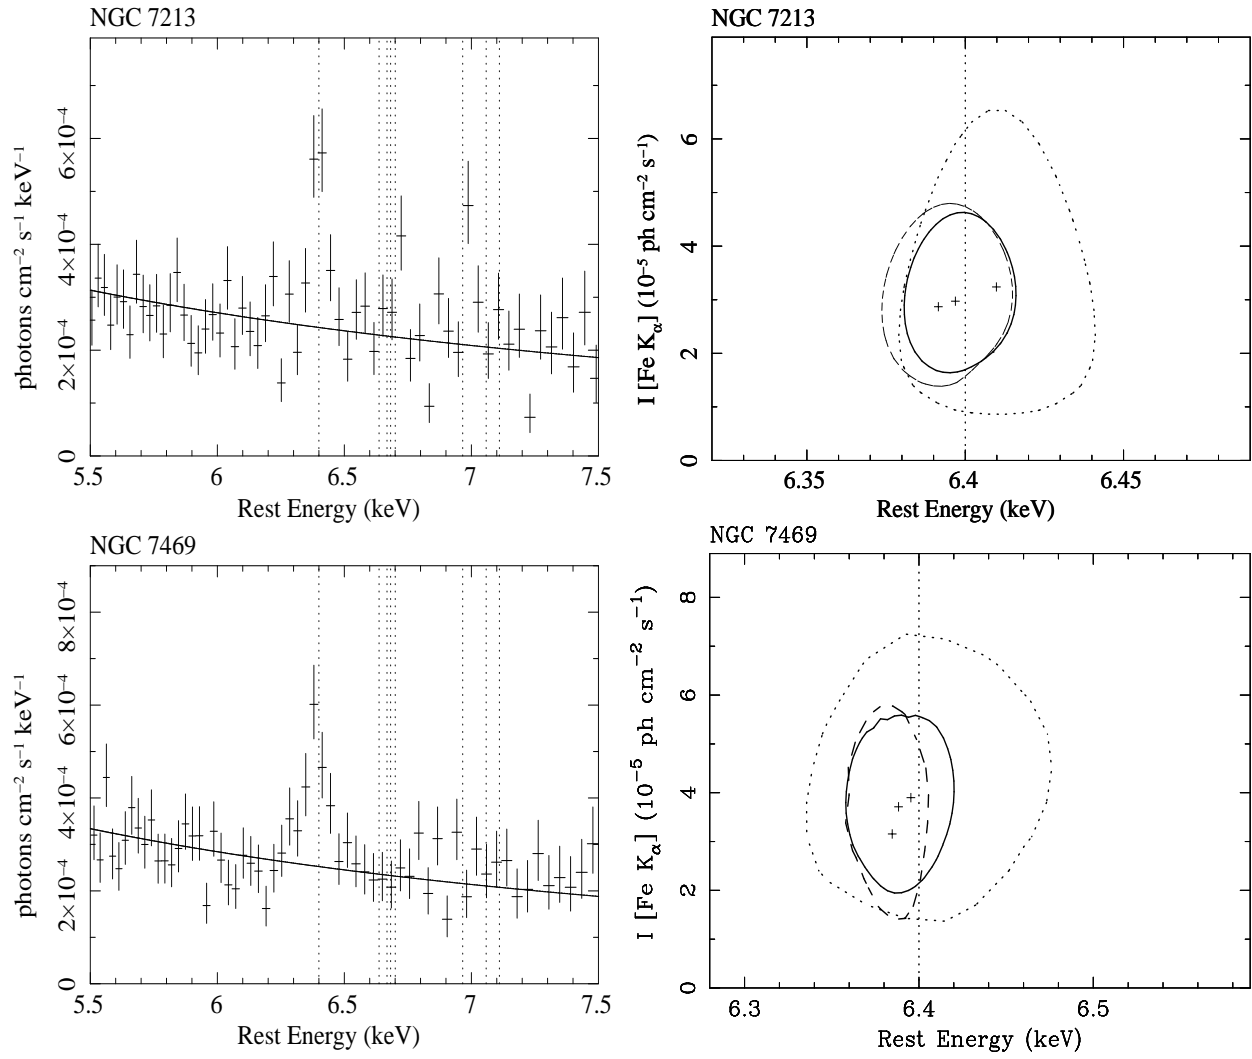 NGC 7213
photons cm⁻² s⁻¹ keV⁻¹
0
2×10⁻⁴
4×10⁻⁴
6×10⁻⁴
5.5
6
6.5
7
7.5
Rest Energy (keV)
NGC 7213
I [Fe Kα] (10⁻⁵ ph cm⁻² s⁻¹)
0
2
4
6
6.35
6.4
6.45
Rest Energy (keV)
NGC 7469
photons cm⁻² s⁻¹ keV⁻¹
0
2×10⁻⁴
4×10⁻⁴
6×10⁻⁴
8×10⁻⁴
5.5
6
6.5
7
7.5
Rest Energy (keV)
NGC 7469
I [Fe Kα] (10⁻⁵ ph cm⁻² s⁻¹)
0
2
4
6
8
6.3
6.4
6.5
Rest Energy (keV)